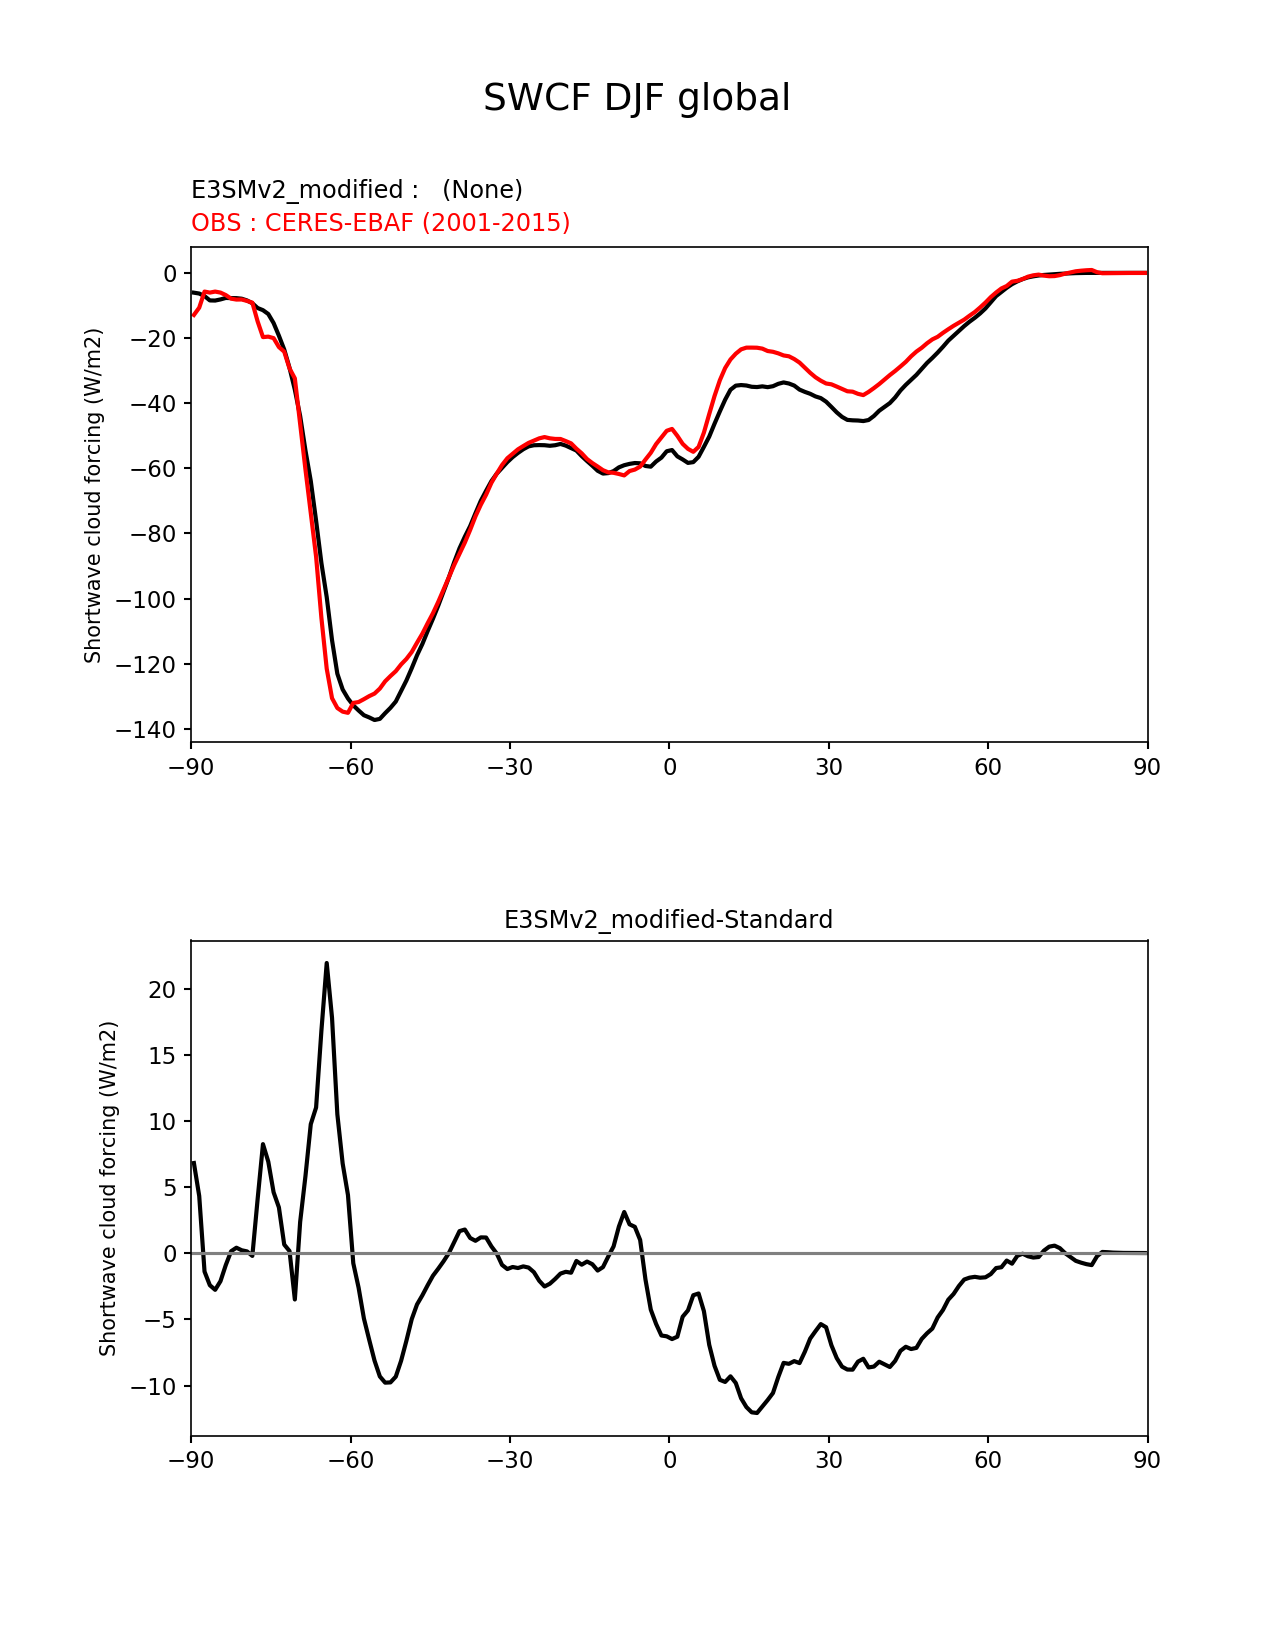 SWCF DJF global
E3SMv2_modified :   (None)
OBS : CERES-EBAF (2001-2015)
Shortwave cloud forcing (W/m2)
0
−20
−40
−60
−80
−100
−120
−140
−90 −60 −30 0 30 60 90
E3SMv2_modified-Standard
Shortwave cloud forcing (W/m2)
20
15
10
5
0
−5
−10
−90 −60 −30 0 30 60 90